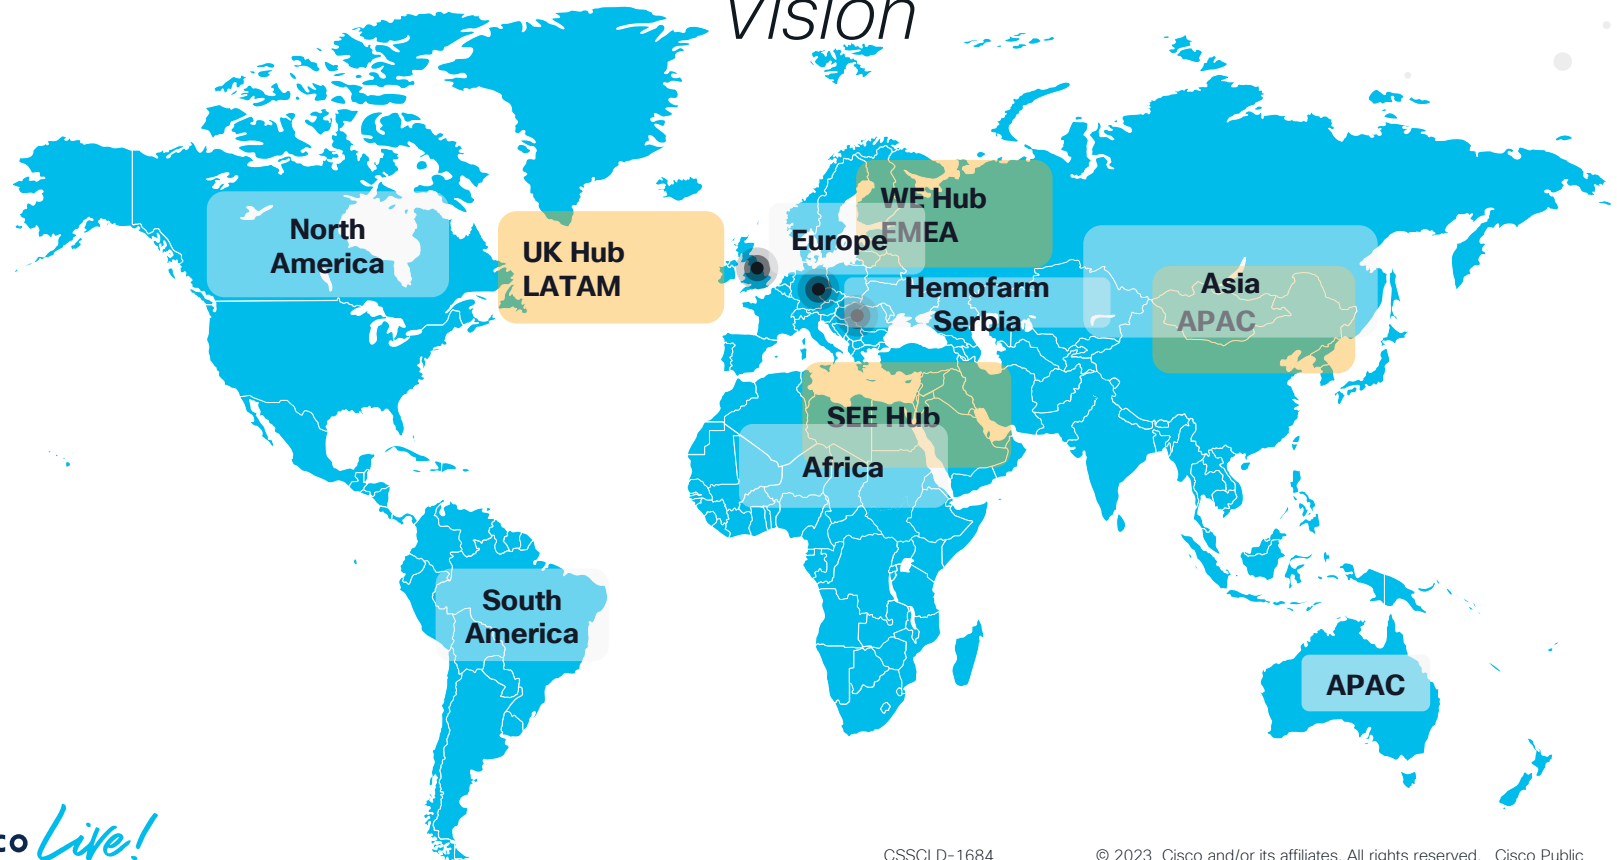 Vision
North
America
UK Hub
LATAM
WE Hub
EMEA
Europe
Hemofarm
Serbia
Asia
APAC
SEE Hub
Africa
South
America
APAC
co Live!
CSSCLD-1684
© 2023 Cisco and/or its affiliates. All rights reserved. Cisco Public